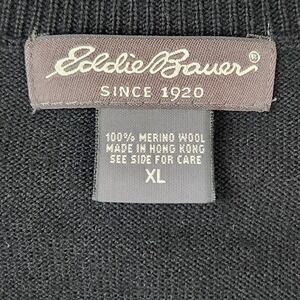 Eddie Bauer®
SINCE 1920
100% MERINO WOOL
MADE IN HONG KONG
SEE SIDE FOR CARE
XL